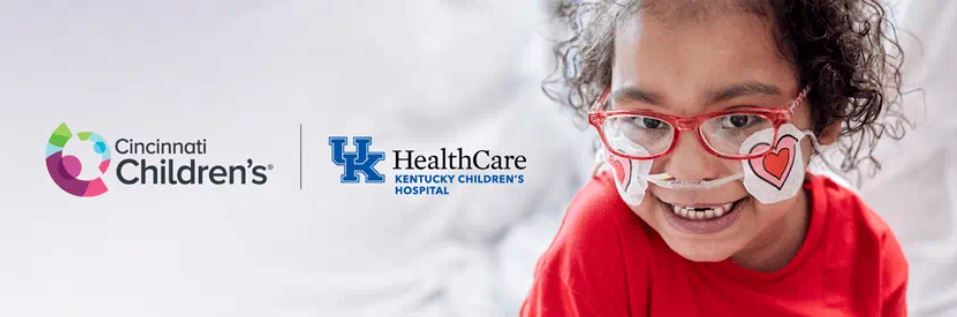 Cincinnati
Children's®
UK
HealthCare
KENTUCKY CHILDREN'S
HOSPITAL